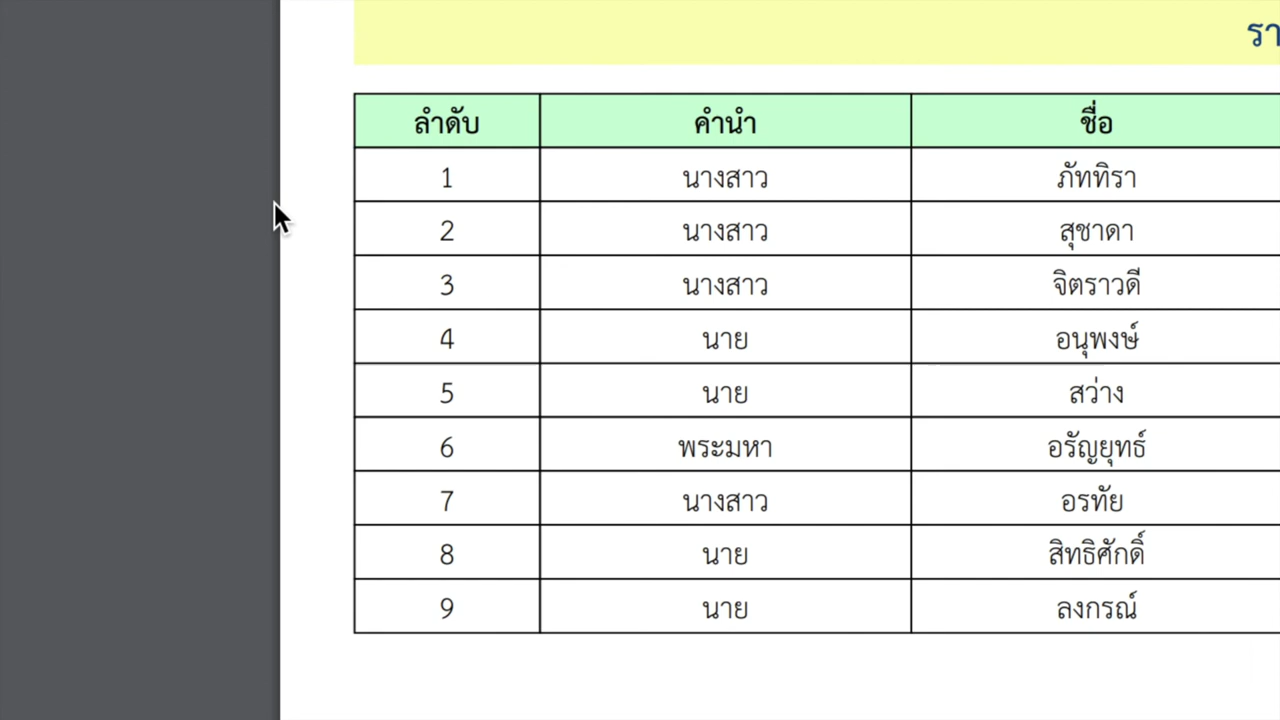 รา
ลำดับ คำนำ ชื่อ
1 นางสาว ภัททิรา
2 นางสาว สุชาดา
3 นางสาว จิตราวดี
4 นาย อนุพงษ์
5 นาย สว่าง
6 พระมหา อรัญยุทธ์
7 นางสาว อรทัย
8 นาย สิทธิศักดิ์
9 นาย ลงกรณ์